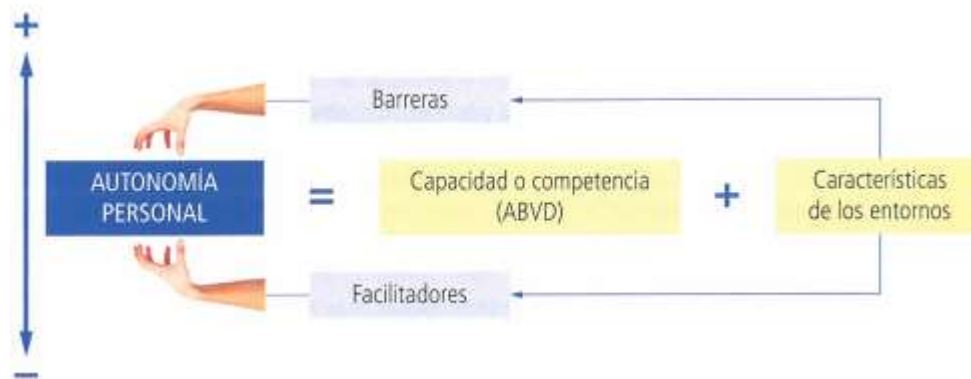 +
Barreras
AUTONOMÍA
PERSONAL
=
Capacidad o competencia
(ABVD)
+
Características
de los entornos
Facilitadores
–